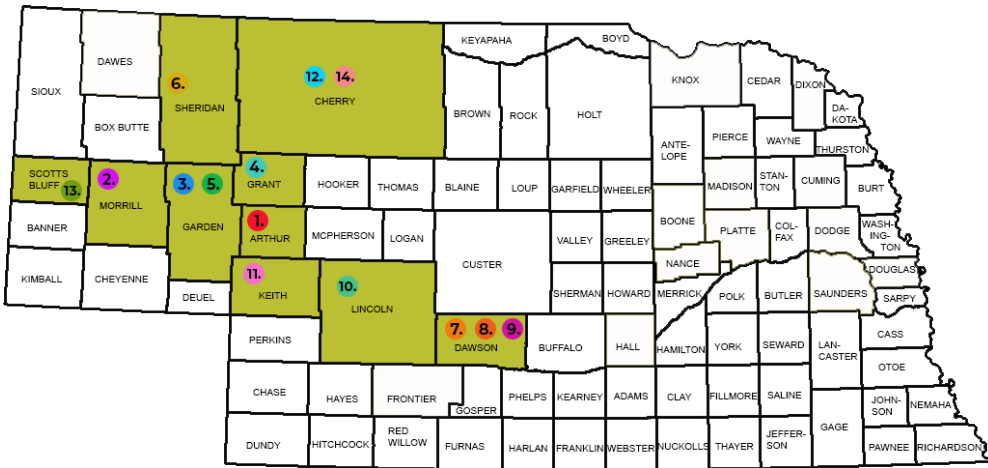 KEYAPAHA
BOYD
DAWES
SIOUX
6.
SHERIDAN
12.
14.
CHERRY
KNOX
CEDAR
DIXON
DA-
KOTA
BOX BUTTE
BROWN
ROCK
HOLT
ANTE-
LOPE
PIERCE
WAYNE
THURSTON
SCOTTS
BLUFF
13.
2.
MORRILL
3.
5.
GARDEN
4.
GRANT
HOOKER
THOMAS
BLAINE
LOUP
GARFIELD
WHEELER
MADISON
STAN-
TON
CUMING
BURT
BANNER
1.
ARTHUR
MCPHERSON
LOGAN
CUSTER
VALLEY
GREELEY
BOONE
PLATTE
COL-
FAX
DODGE
WASH-
ING-
TON
KIMBALL
CHEYENNE
DEUEL
11.
KEITH
10.
LINCOLN
SHERMAN
HOWARD
NANCE
MERRICK
POLK
BUTLER
SAUNDERS
DOUGLAS
SARPY
PERKINS
7.
8.
9.
DAWSON
BUFFALO
HALL
HAMILTON
YORK
SEWARD
LAN-
CASTER
CASS
OTOE
CHASE
HAYES
FRONTIER
GOSPER
PHELPS
KEARNEY
ADAMS
CLAY
FILLMORE
SALINE
GAGE
JOHN-
SON
NEMAHA
DUNDY
HITCHCOCK
RED
WILLOW
FURNAS
HARLAN
FRANKLIN
WEBSTER
NUCKOLLS
THAYER
JEFFER-
SON
PAWNEE
RICHARDSON